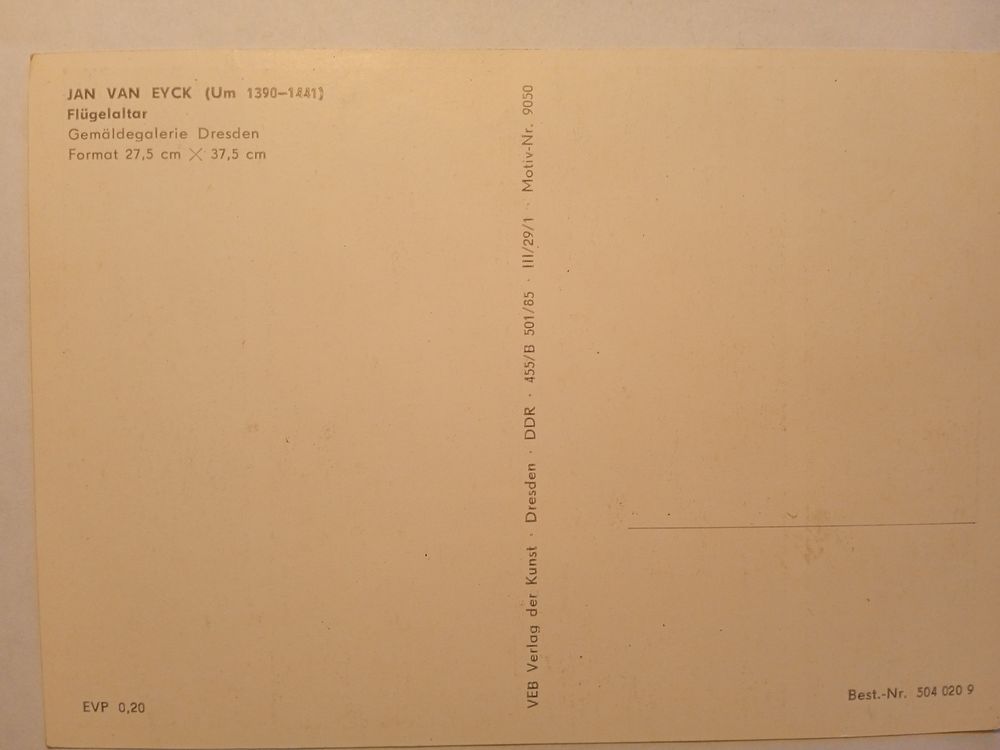 JAN VAN EYCK (Um 1390–1441)
Flügelaltar
Gemäldegalerie Dresden
Format 27,5 cm × 37,5 cm
VEB Verlag der Kunst · Dresden · DDR · 455/B 501/85 · III/29/1 · Motiv-Nr. 9050
EVP 0,20
Best.-Nr. 504 020 9